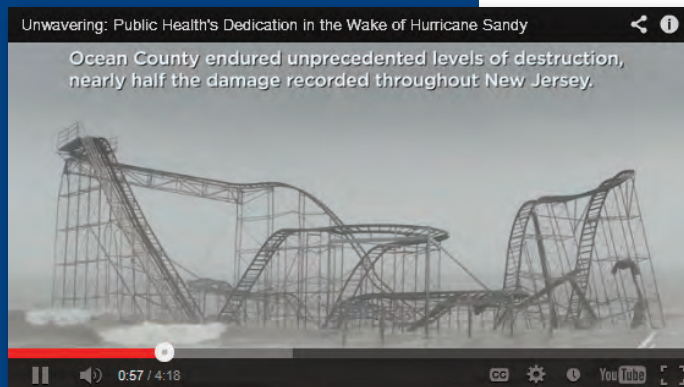 Unwavering: Public Health's Dedication in the Wake of Hurricane Sandy
Ocean County endured unprecedented levels of destruction,
nearly half the damage recorded throughout New Jersey.
0:57 / 4:18
CC
YouTube